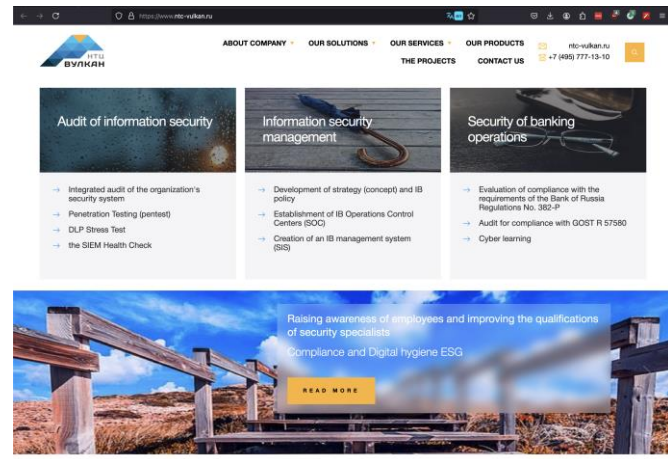 https://www.ntc-vulkan.ru
НТЦ
ВУЛКАН
ABOUT COMPANY
OUR SOLUTIONS
OUR SERVICES
OUR PRODUCTS
THE PROJECTS
CONTACT US
ntc-vulkan.ru
+7 (495) 777-13-10
Audit of information security
→ Integrated audit of the organization's
security system
→ Penetration Testing (pentest)
→ DLP Stress Test
→ the SIEM Health Check
Information security
management
→ Development of strategy (concept) and IB
policy
→ Establishment of IB Operations Control
Centers (SOC)
→ Creation of an IB management system
(SIS)
Security of banking
operations
→ Evaluation of compliance with the
requirements of the Bank of Russia
Regulations No. 382-P
→ Audit for compliance with GOST R 57580
→ Cyber learning
Raising awareness of employees and improving the qualifications
of security specialists
Compliance and Digital hygiene ESG
READ MORE